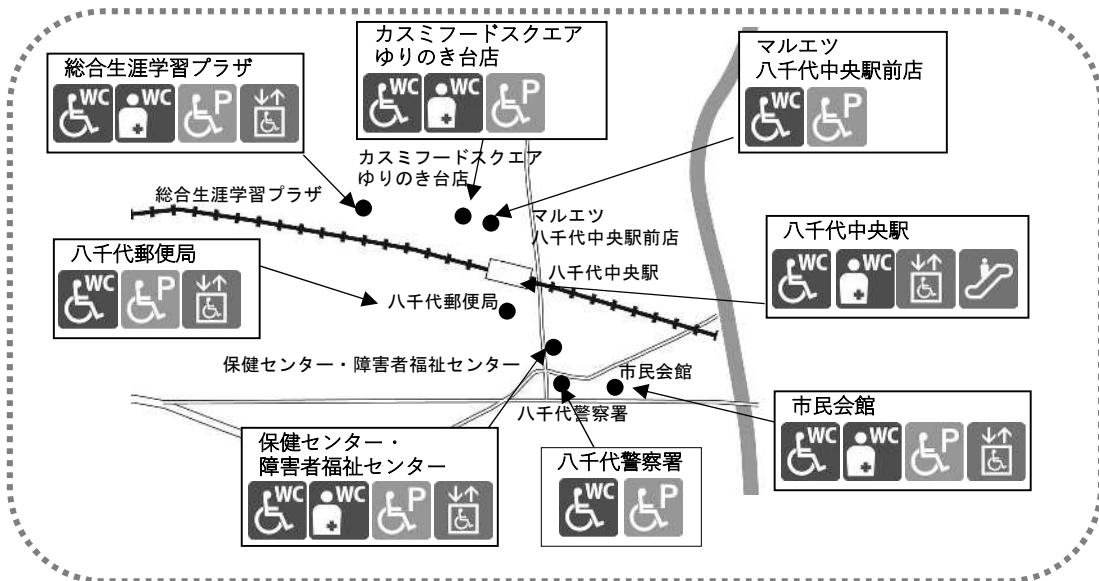 カスミフードスクエア
ゆりのき台店
WC
WC
P
マルエツ
八千代中央駅前店
WC
P
総合生涯学習プラザ
WC
WC
P
カスミフードスクエア
ゆりのき台店
総合生涯学習プラザ
マルエツ
八千代中央駅前店
八千代中央駅
WC
WC
八千代郵便局
WC
P
八千代中央駅
八千代郵便局
保健センター・障害者福祉センター
市民会館
八千代警察署
市民会館
WC
WC
P
保健センター・
障害者福祉センター
WC
WC
P
八千代警察署
WC
P